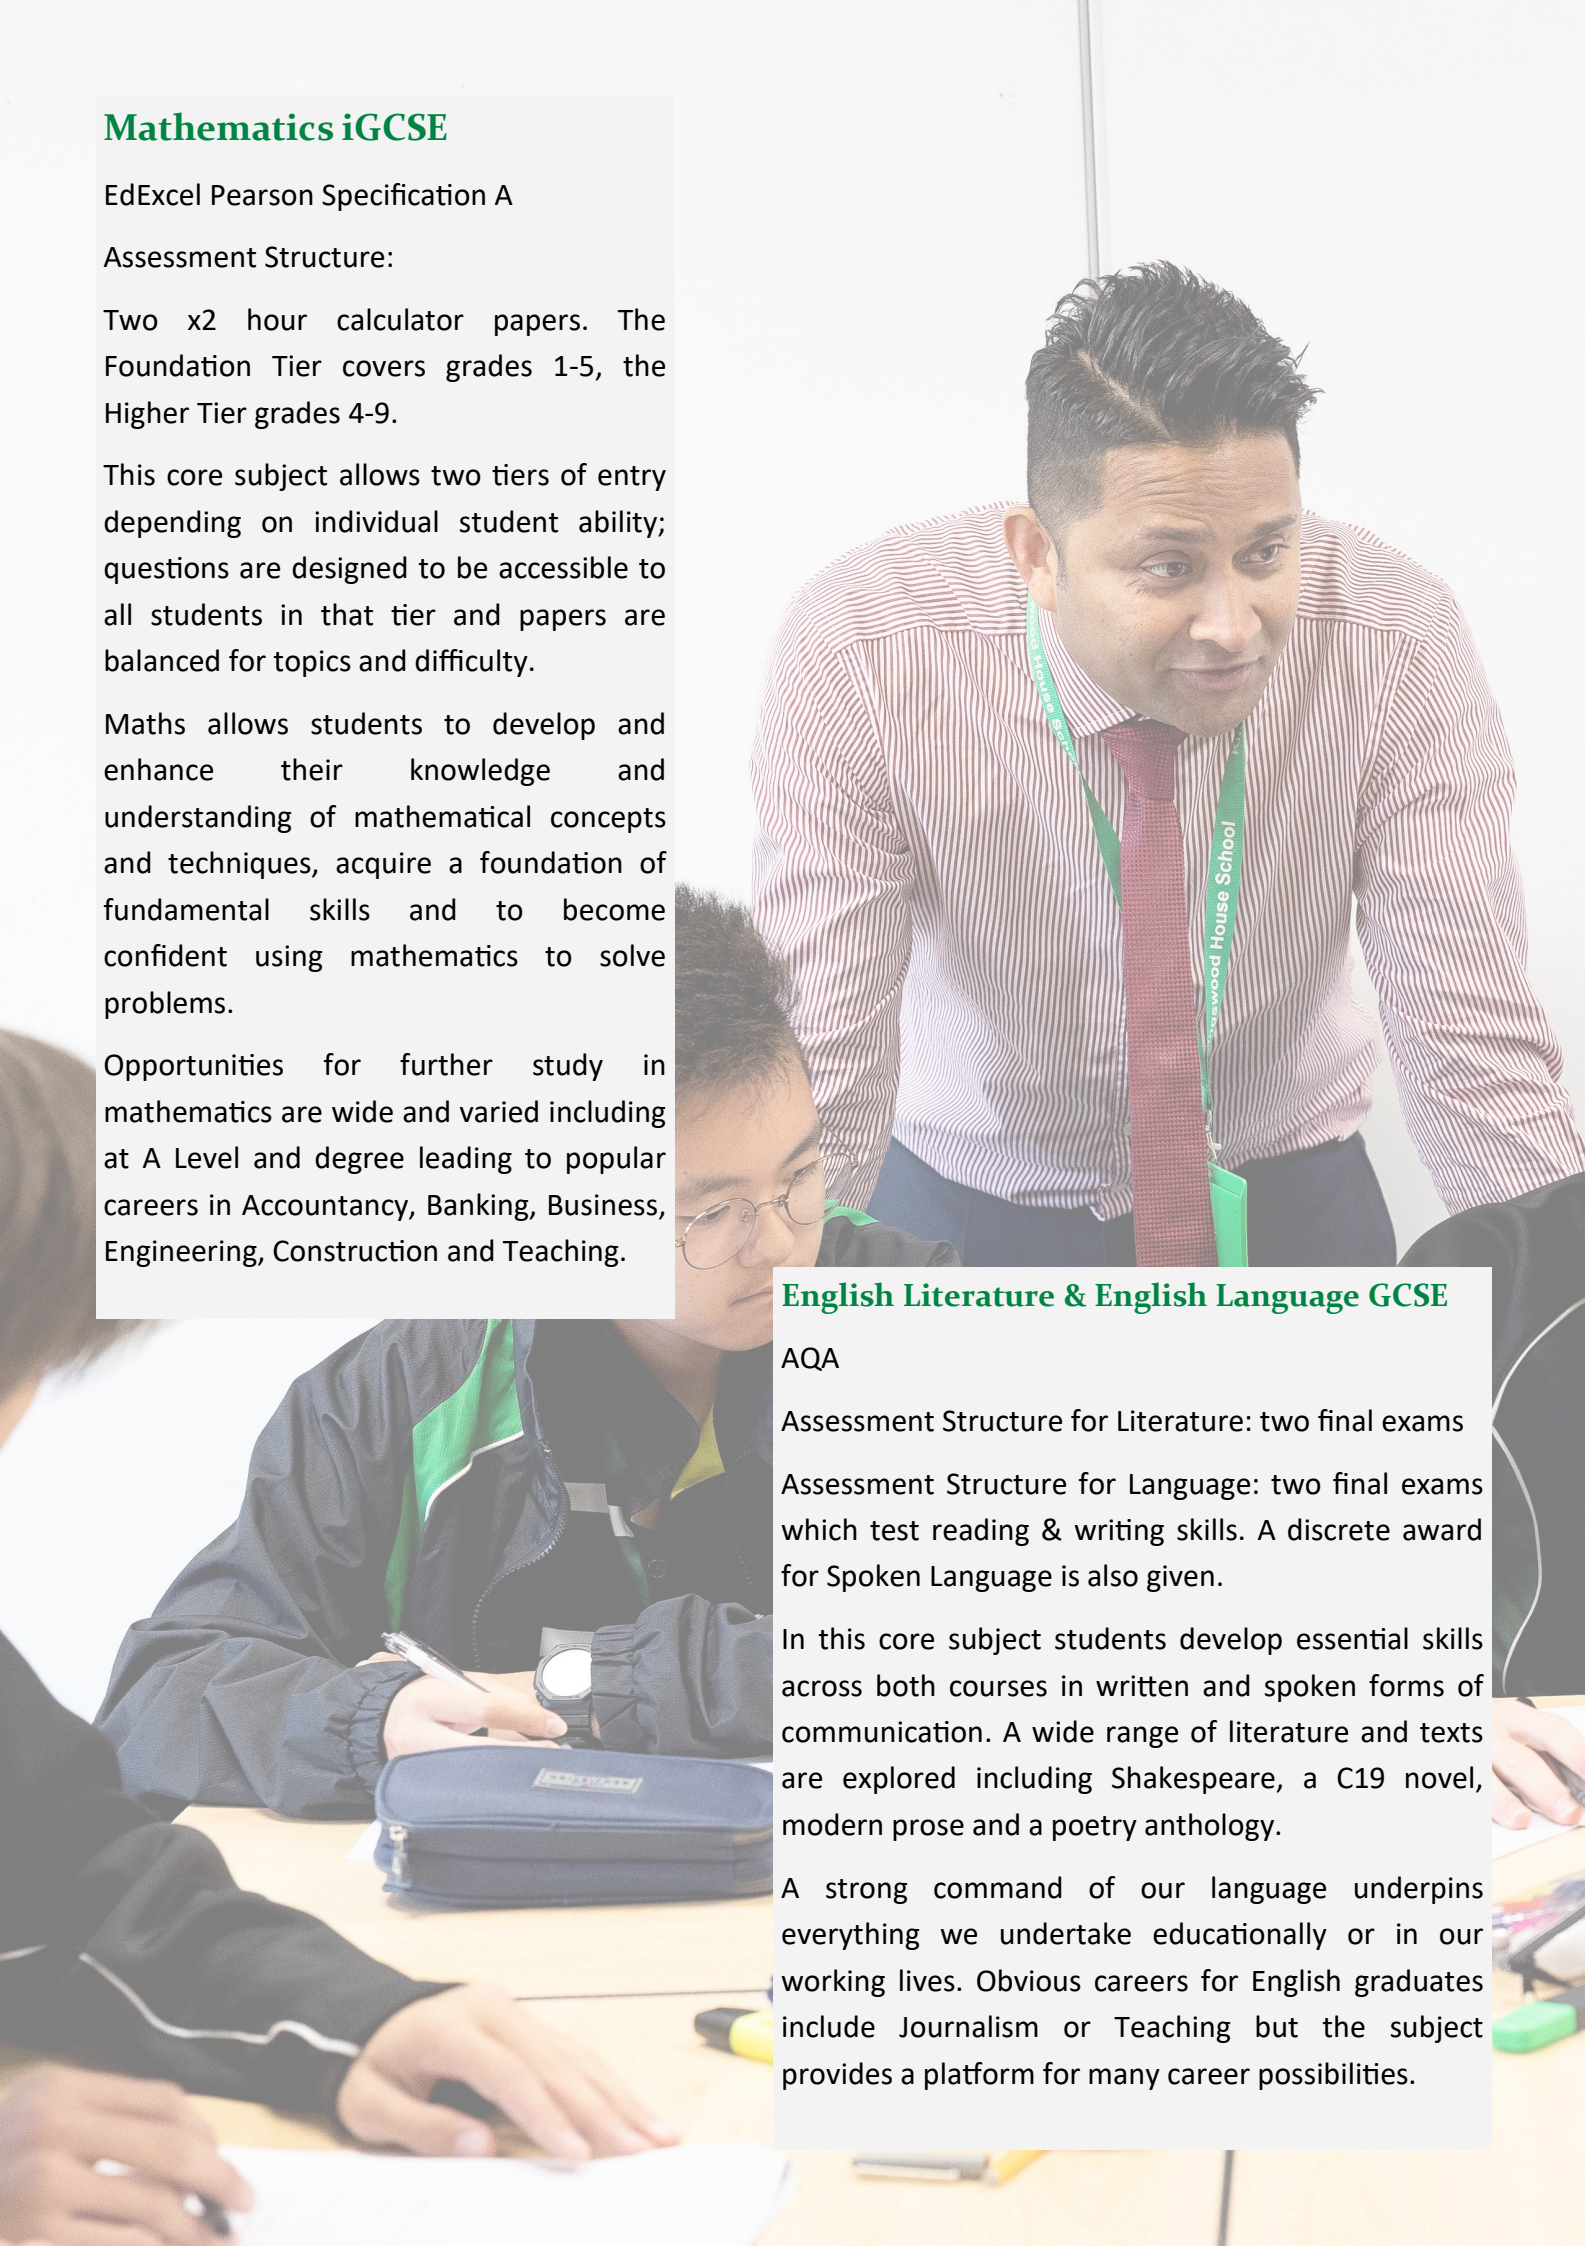 Mathematics iGCSE
EdExcel Pearson Specification A
Assessment Structure:
Two x2 hour calculator papers. The
Foundation Tier covers grades 1-5, the
Higher Tier grades 4-9.
This core subject allows two tiers of entry
depending on individual student ability;
questions are designed to be accessible to
all students in that tier and papers are
balanced for topics and difficulty.
Maths allows students to develop and
enhance their knowledge and
understanding of mathematical concepts
and techniques, acquire a foundation of
fundamental skills and to become
confident using mathematics to solve
problems.
Opportunities for further study in
mathematics are wide and varied including
at A Level and degree leading to popular
careers in Accountancy, Banking, Business,
Engineering, Construction and Teaching.
House
House School
English Literature & English Language GCSE
AQA
Assessment Structure for Literature: two final exams
Assessment Structure for Language: two final exams
which test reading & writing skills. A discrete award
for Spoken Language is also given.
In this core subject students develop essential skills
across both courses in written and spoken forms of
communication. A wide range of literature and texts
are explored including Shakespeare, a C19 novel,
modern prose and a poetry anthology.
A strong command of our language underpins
everything we undertake educationally or in our
working lives. Obvious careers for English graduates
include Journalism or Teaching but the subject
provides a platform for many career possibilities.